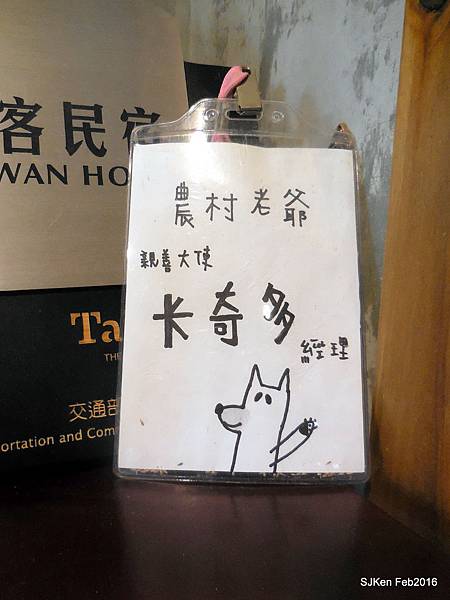 客民宿
WAN HO
農村老爺
親善大使
卡奇多
經理
Ta
THE
交通部
ortation and Com
SJKen Feb2016